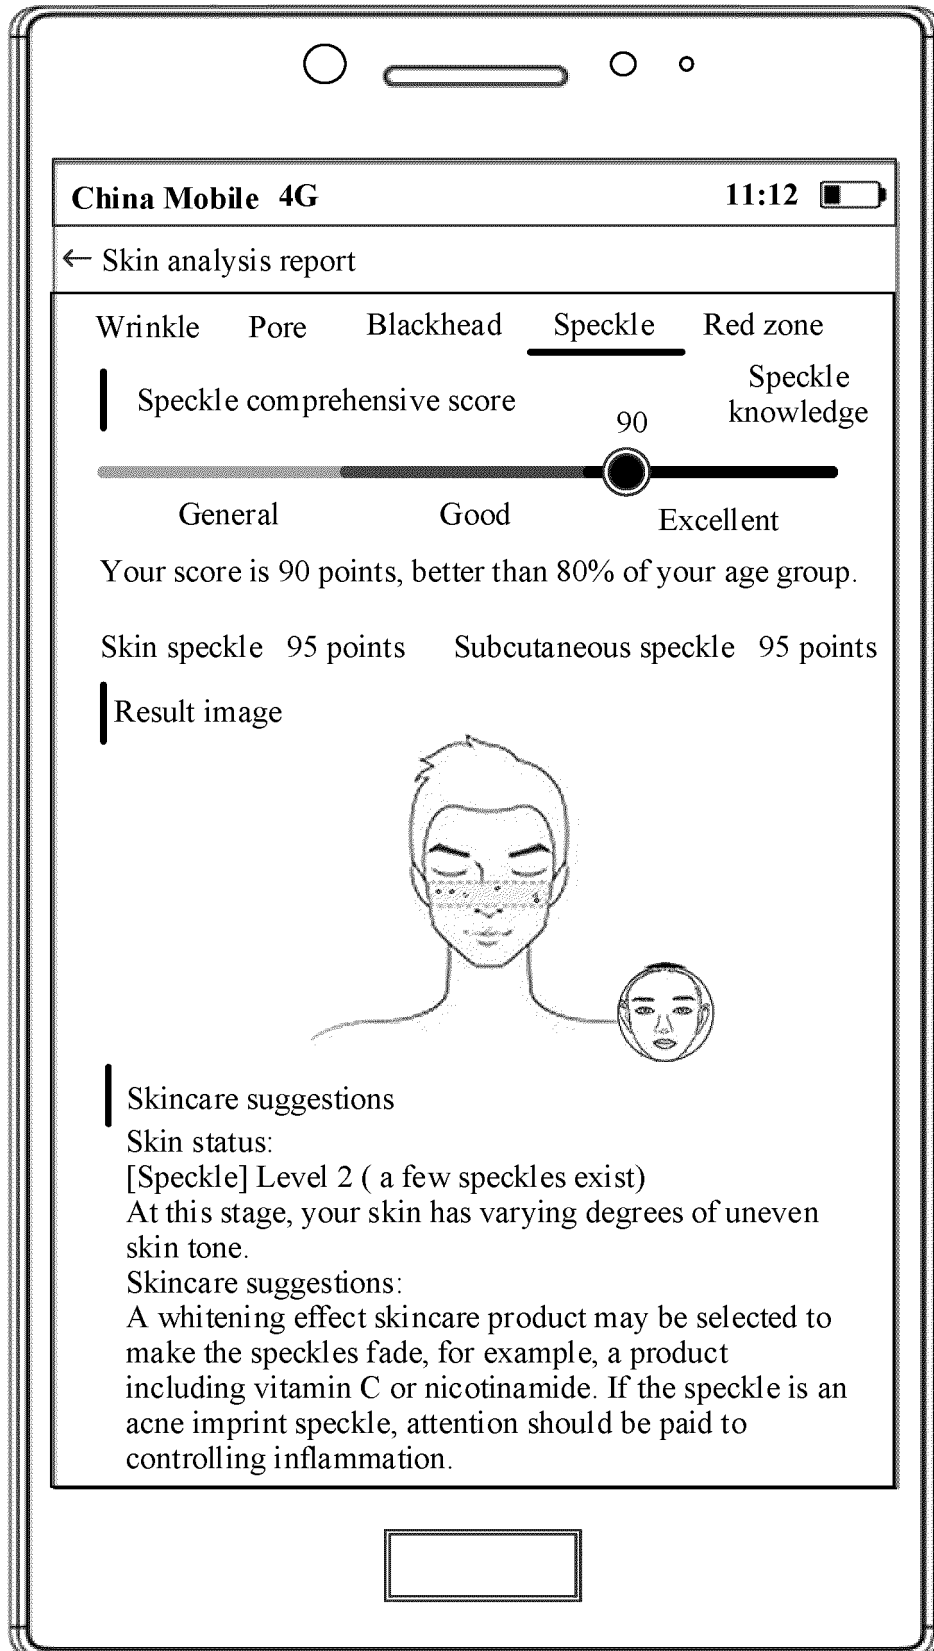 China Mobile 4G 11:12
← Skin analysis report
Wrinkle Pore Blackhead Speckle Red zone
Speckle comprehensive score
Speckle
knowledge
90
General Good Excellent
Your score is 90 points, better than 80% of your age group.
Skin speckle 95 points Subcutaneous speckle 95 points
Result image
Skincare suggestions
Skin status:
[Speckle] Level 2 ( a few speckles exist)
At this stage, your skin has varying degrees of uneven
skin tone.
Skincare suggestions:
A whitening effect skincare product may be selected to
make the speckles fade, for example, a product
including vitamin C or nicotinamide. If the speckle is an
acne imprint speckle, attention should be paid to
controlling inflammation.